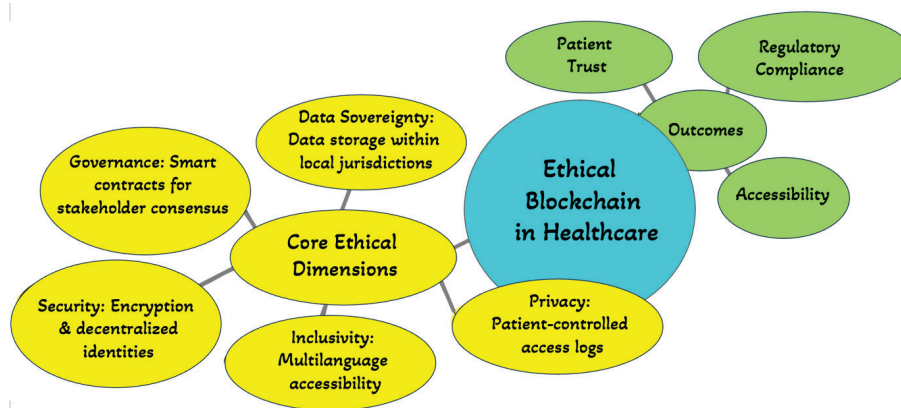 Patient
Trust
Regulatory
Compliance
Outcomes
Accessibility
Ethical
Blockchain
in Healthcare
Data Sovereignty:
Data storage within
local jurisdictions
Governance: Smart
contracts for
stakeholder consensus
Core Ethical
Dimensions
Security: Encryption
& decentralized
identities
Inclusivity:
Multilanguage
accessibility
Privacy:
Patient-controlled
access logs